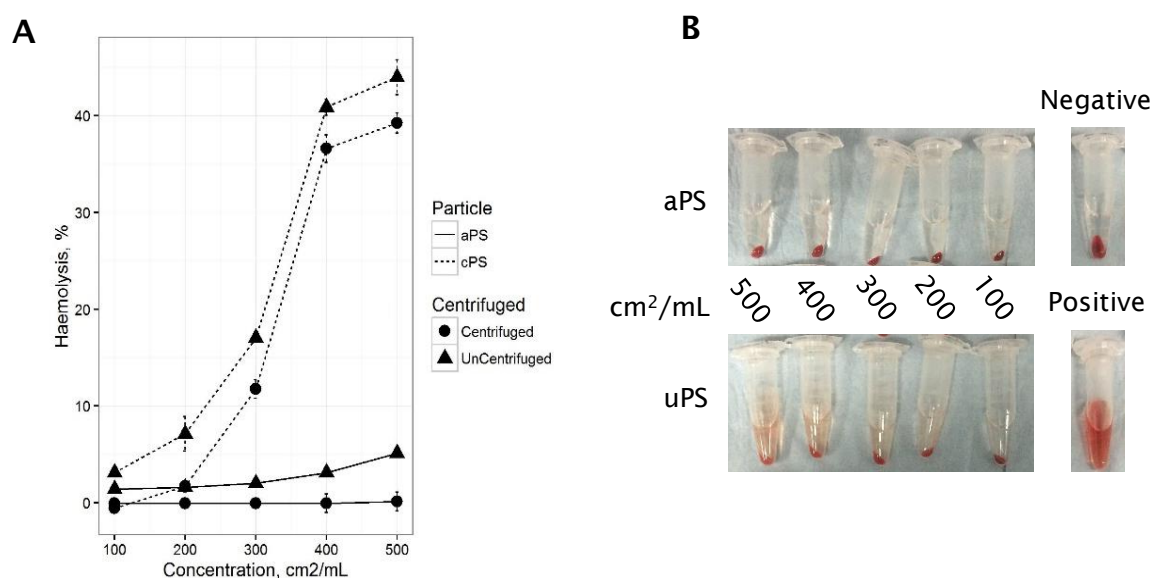 A
Haemolysis, %
40
30
20
10
0
100 200 300 400 500
Concentration, cm2/mL
Particle
aPS
cPS
Centrifuged
Centrifuged
UnCentrifuged
B
Negative
aPS
cm²/mL
500 400 300 200 100
Positive
uPS